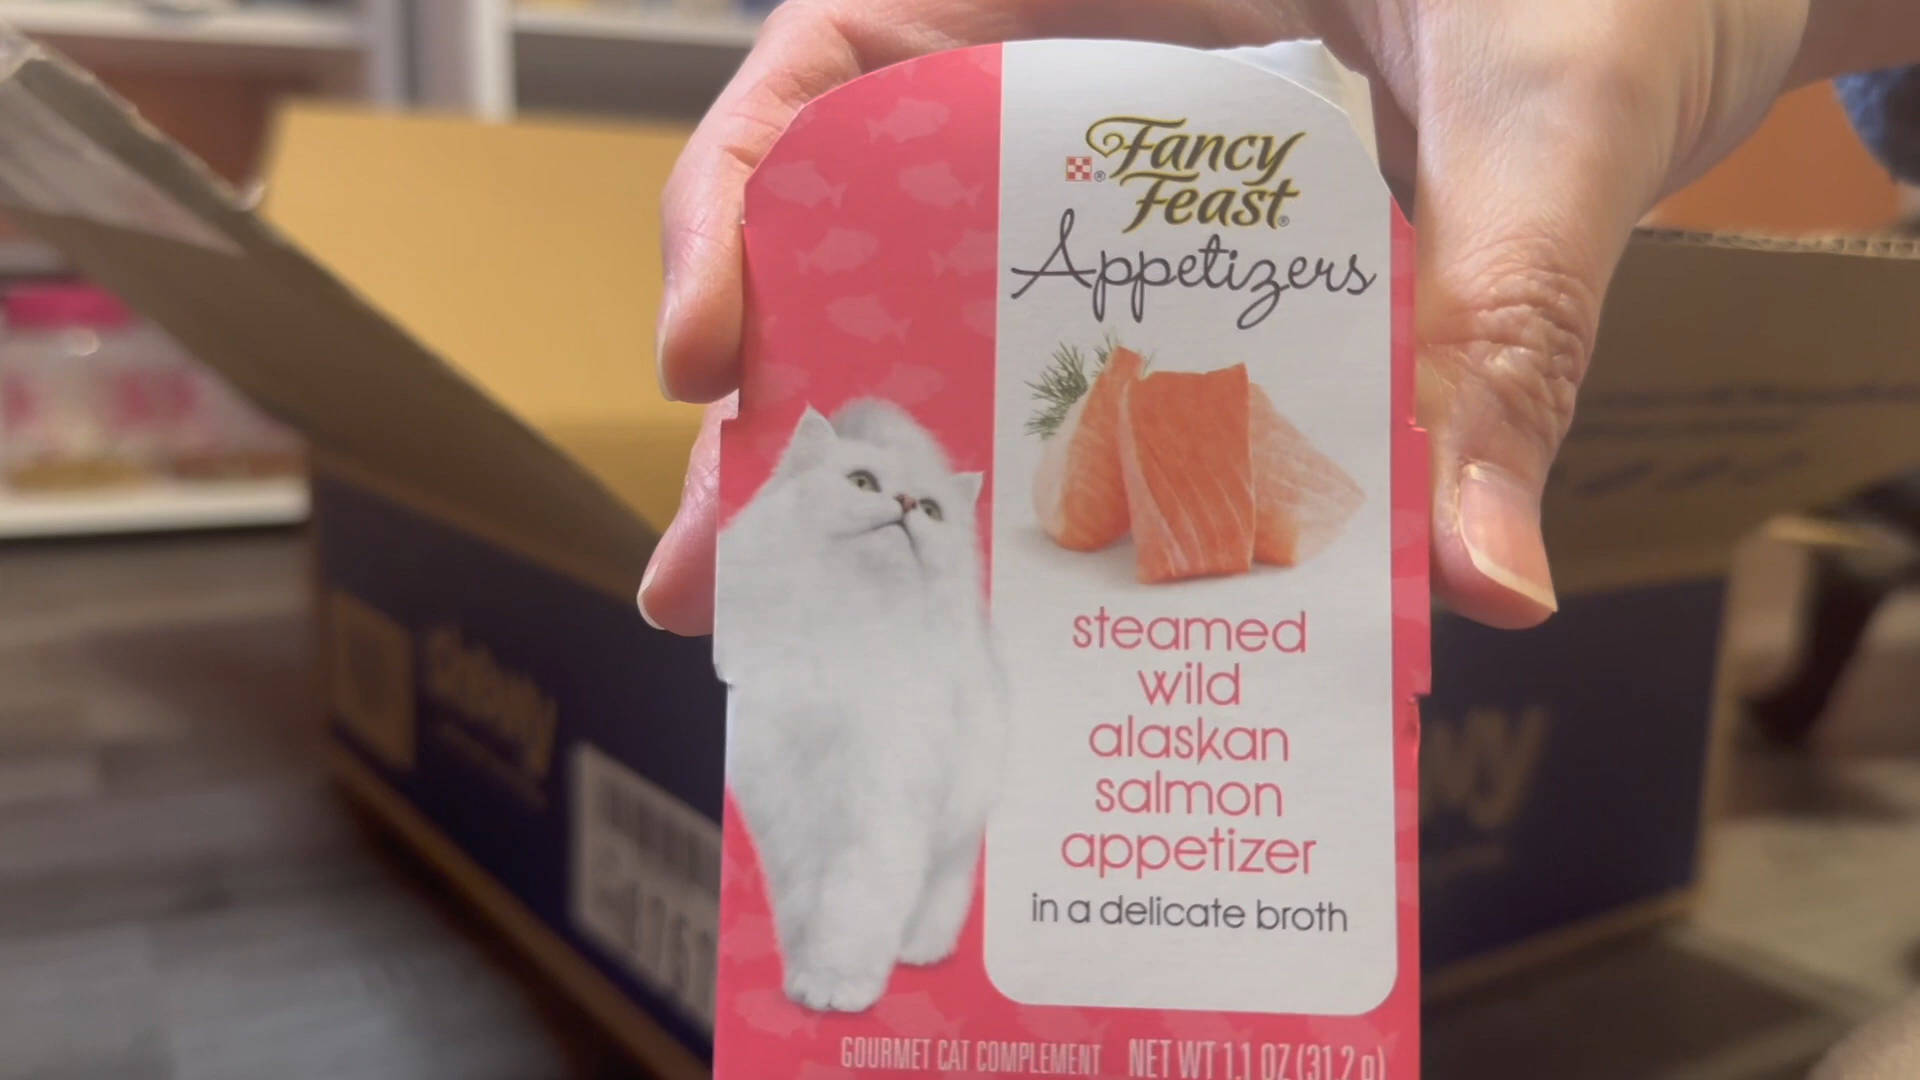 Fancy
Feast
Appetizers
steamed
wild
alaskan
salmon
appetizer
in a delicate broth
GOURMET CAT COMPLEMENT NET WT 1.1 OZ (31.2 g)